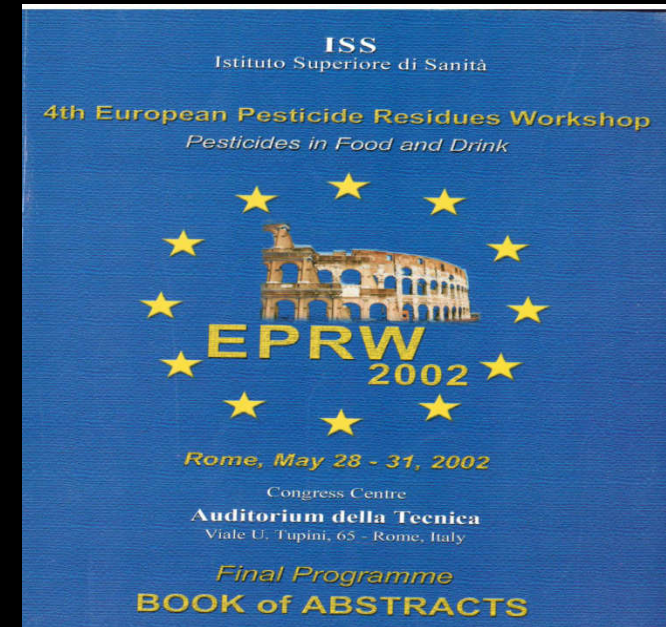 ISS
Istituto Superiore di Sanità
4th European Pesticide Residues Workshop
Pesticides in Food and Drink
EPRW
2002
Rome, May 28 - 31, 2002
Congress Centre
Auditorium della Tecnica
Viale U. Tupini, 65 - Rome, Italy
Final Programme
BOOK of ABSTRACTS